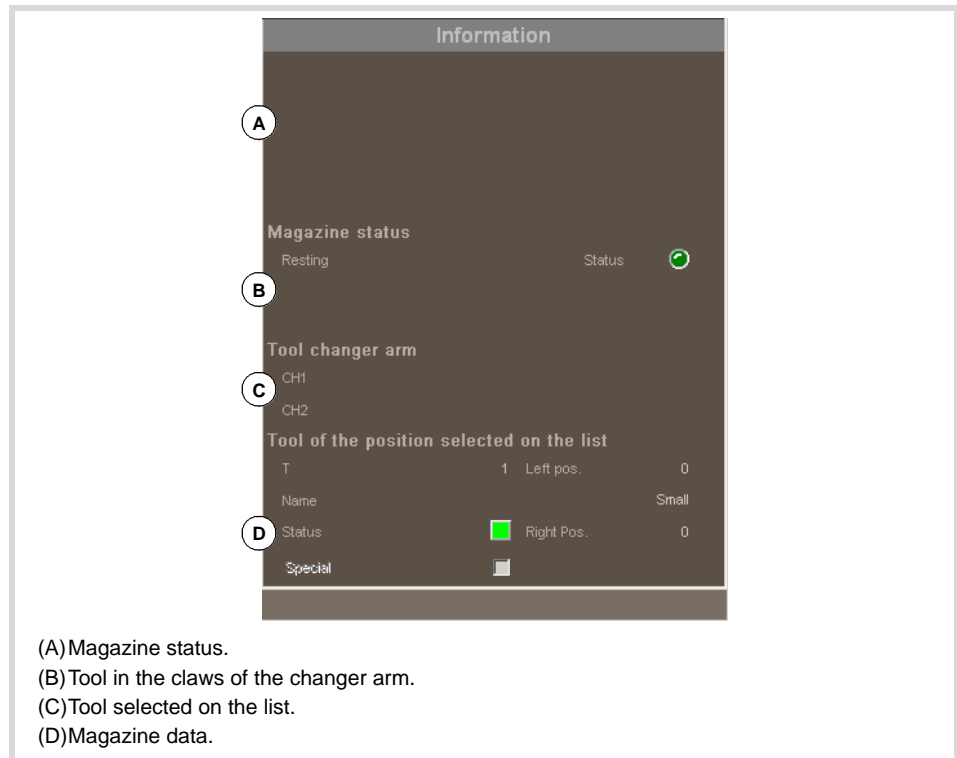 Information
A
Magazine status
Resting Status
B
Tool changer arm
CH1
C
CH2
Tool of the position selected on the list
T 1 Left pos. 0
Name Small
D Status Right Pos. 0
Special
(A)Magazine status.
(B)Tool in the claws of the changer arm.
(C)Tool selected on the list.
(D)Magazine data.